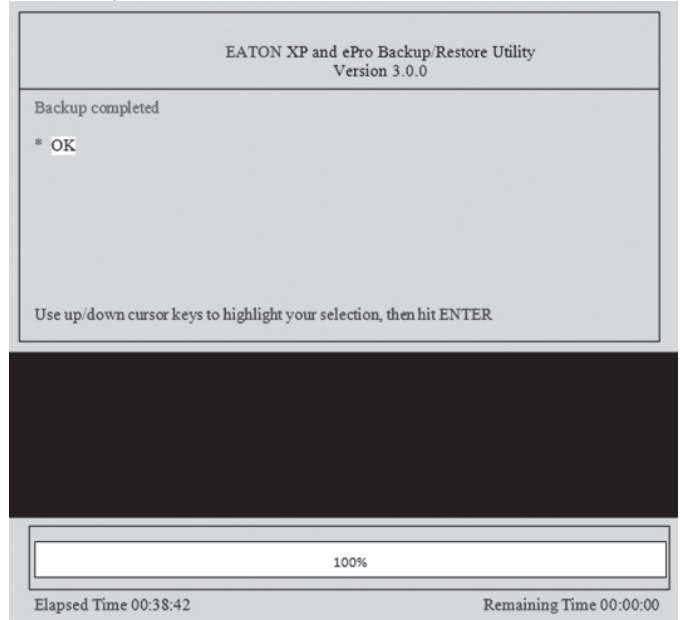 EATON XP and ePro Backup/Restore Utility
Version 3.0.0
Backup completed
* OK
Use up/down cursor keys to highlight your selection, then hit ENTER
100%
Elapsed Time 00:38:42
Remaining Time 00:00:00